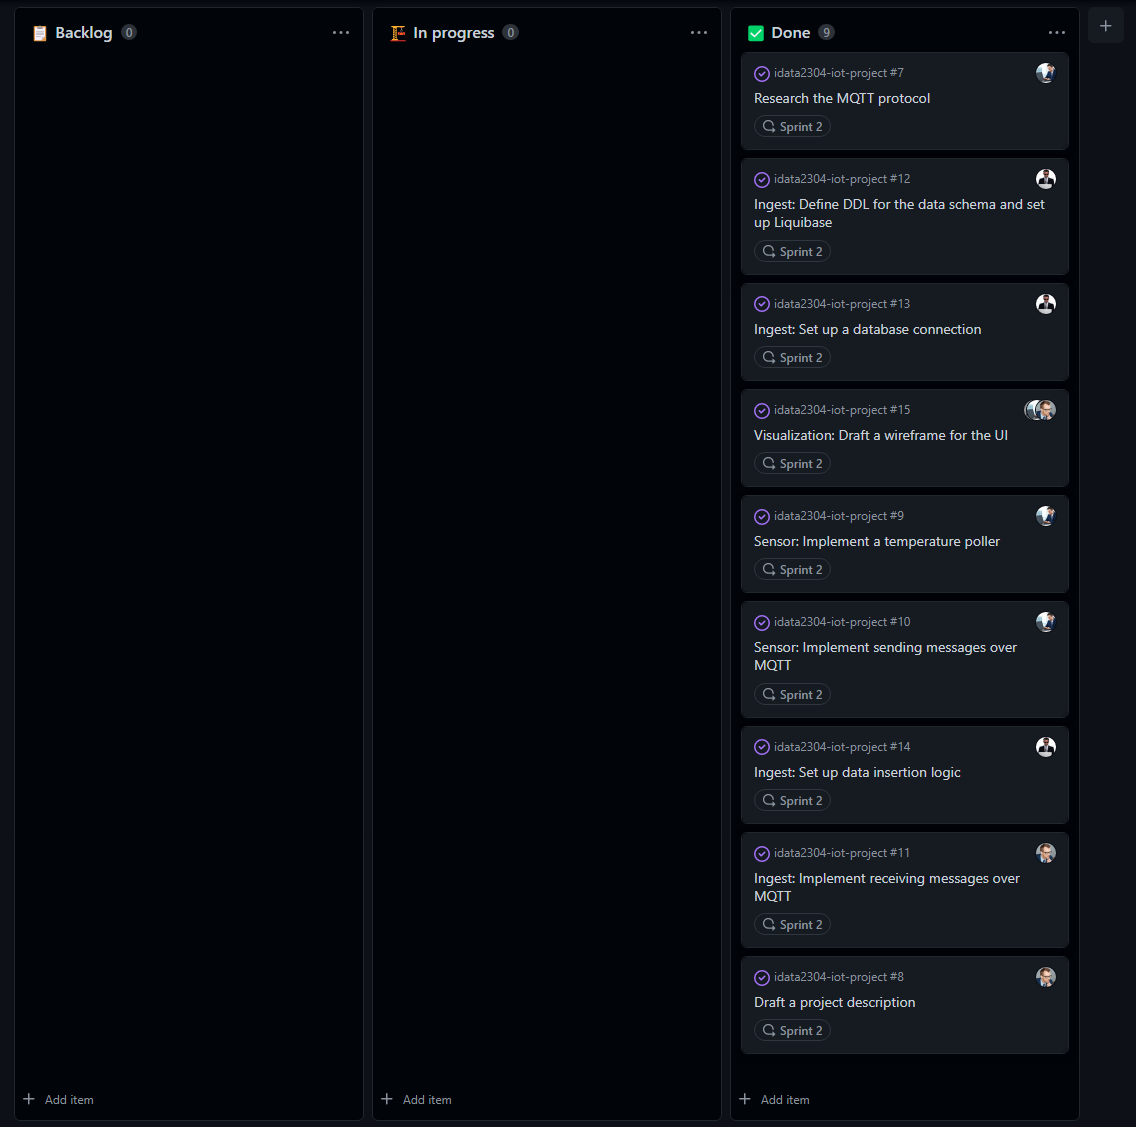 Backlog 0
In progress 0
Done 9
idata2304-iot-project #7
Research the MQTT protocol
Sprint 2
idata2304-iot-project #12
Ingest: Define DDL for the data schema and set
up Liquibase
Sprint 2
idata2304-iot-project #13
Ingest: Set up a database connection
Sprint 2
idata2304-iot-project #15
Visualization: Draft a wireframe for the UI
Sprint 2
idata2304-iot-project #9
Sensor: Implement a temperature poller
Sprint 2
idata2304-iot-project #10
Sensor: Implement sending messages over
MQTT
Sprint 2
idata2304-iot-project #14
Ingest: Set up data insertion logic
Sprint 2
idata2304-iot-project #11
Ingest: Implement receiving messages over
MQTT
Sprint 2
idata2304-iot-project #8
Draft a project description
Sprint 2
Add item
Add item
Add item